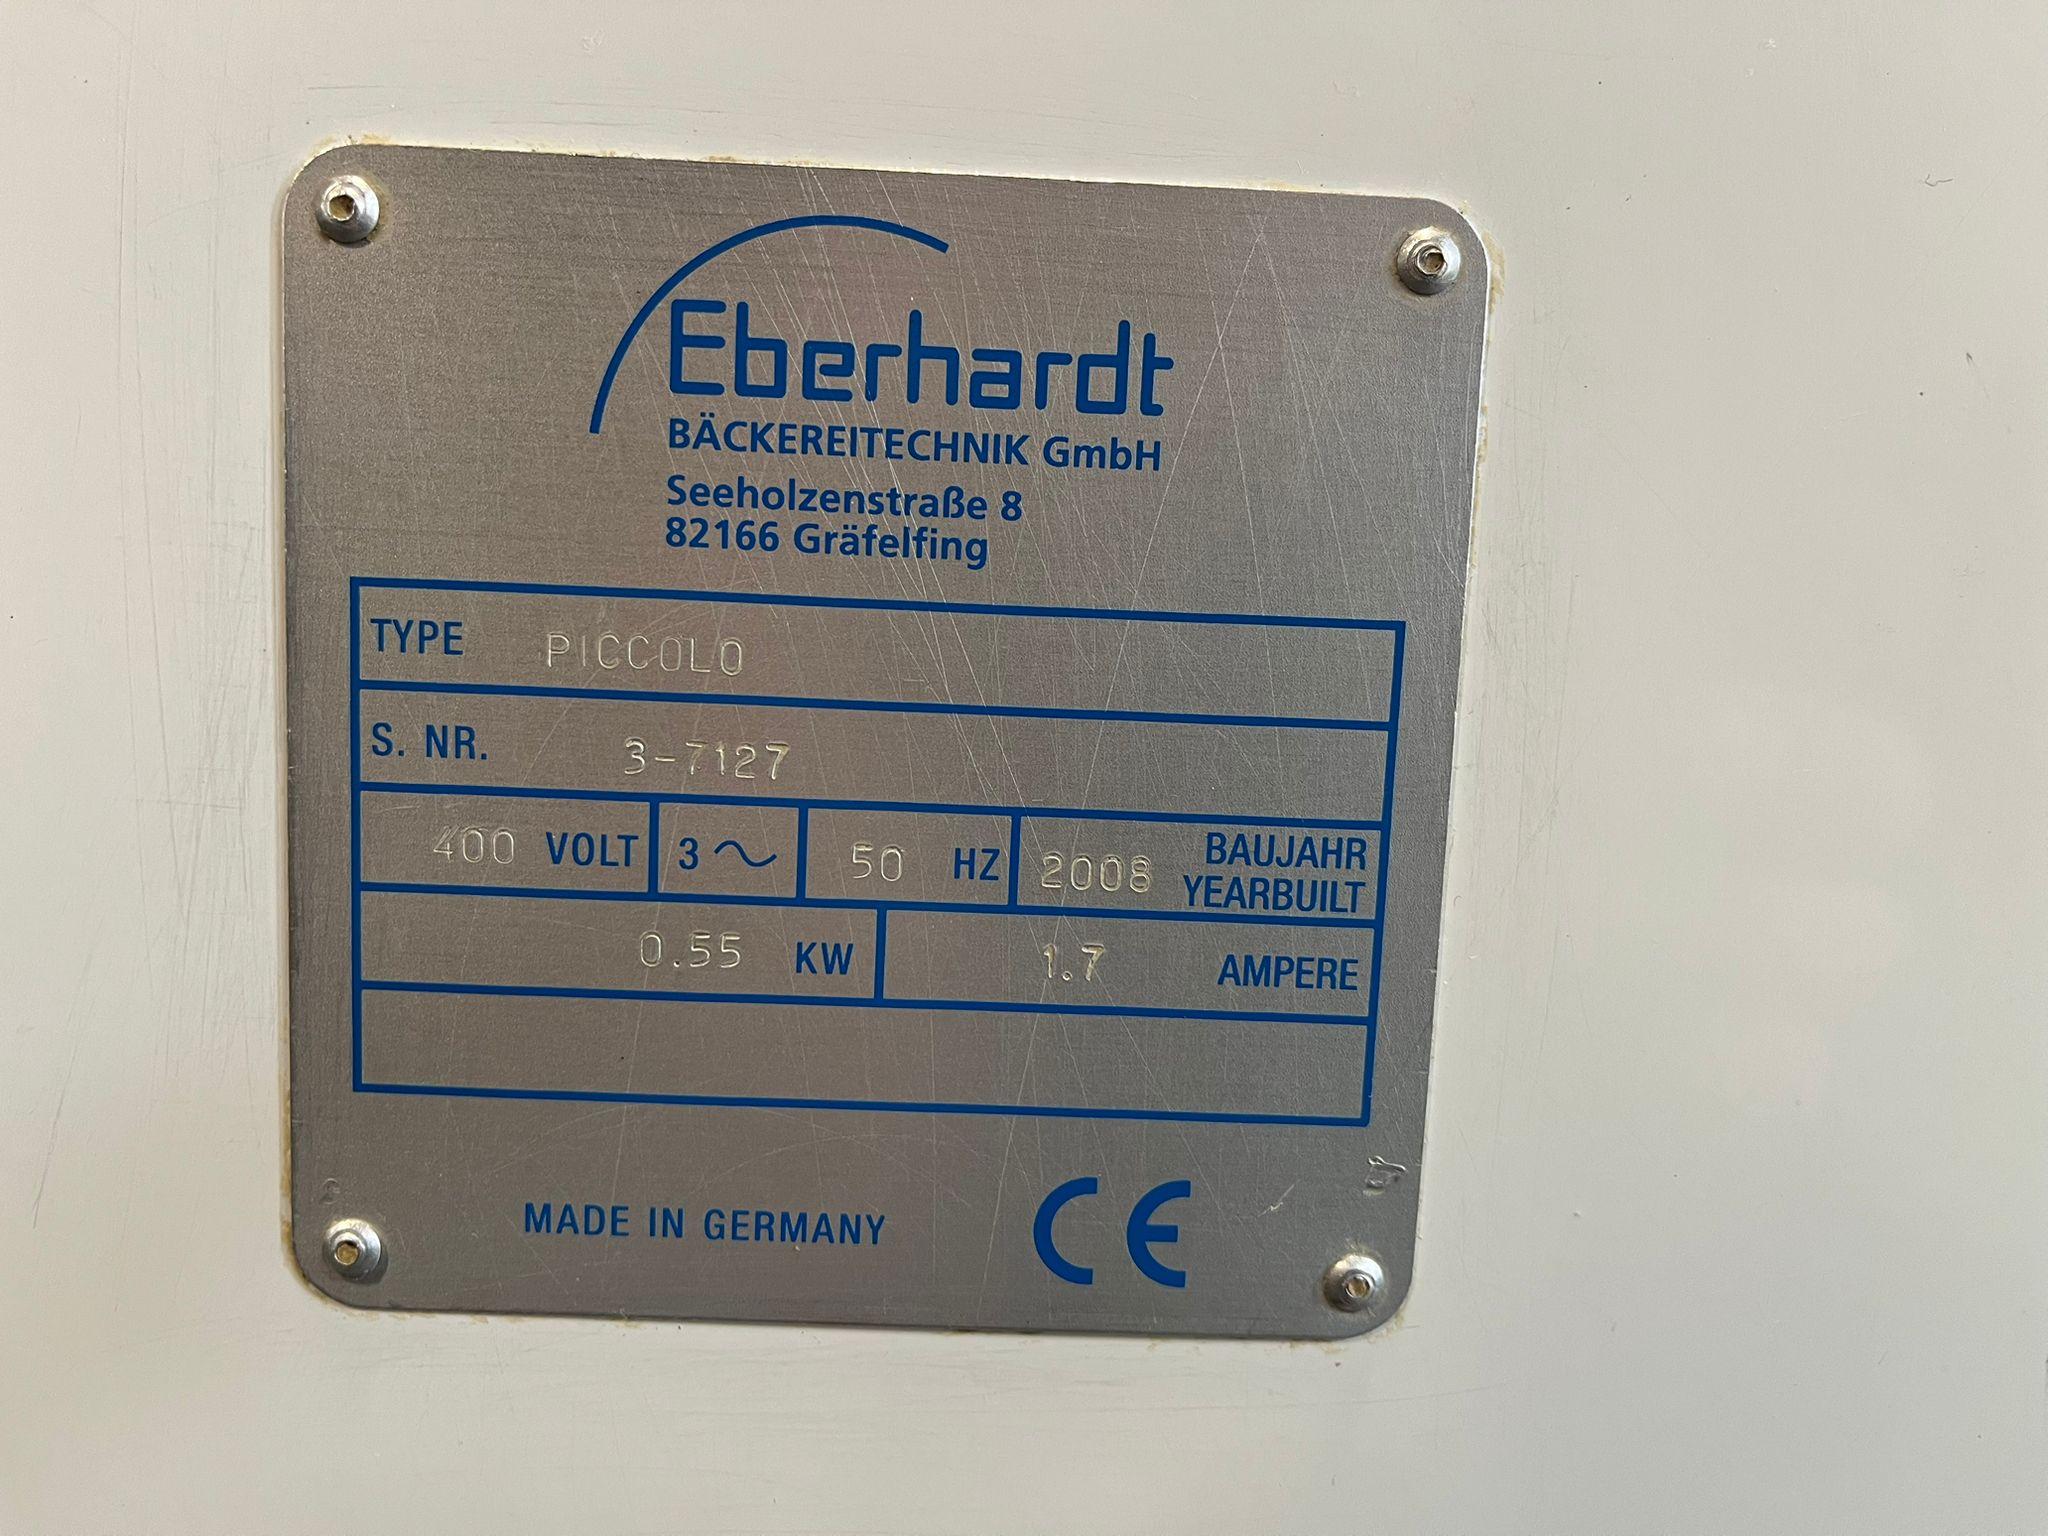 Eberhardt
BÄCKEREITECHNIK GmbH
Seeholzenstraße 8
82166 Gräfelfing
TYPE PICCOLO
S. NR. 3-7127
400 VOLT 3~ 50 HZ 2008 BAUJAHR
YEARBUILT
0.55 KW 1.7 AMPERE
MADE IN GERMANY CE